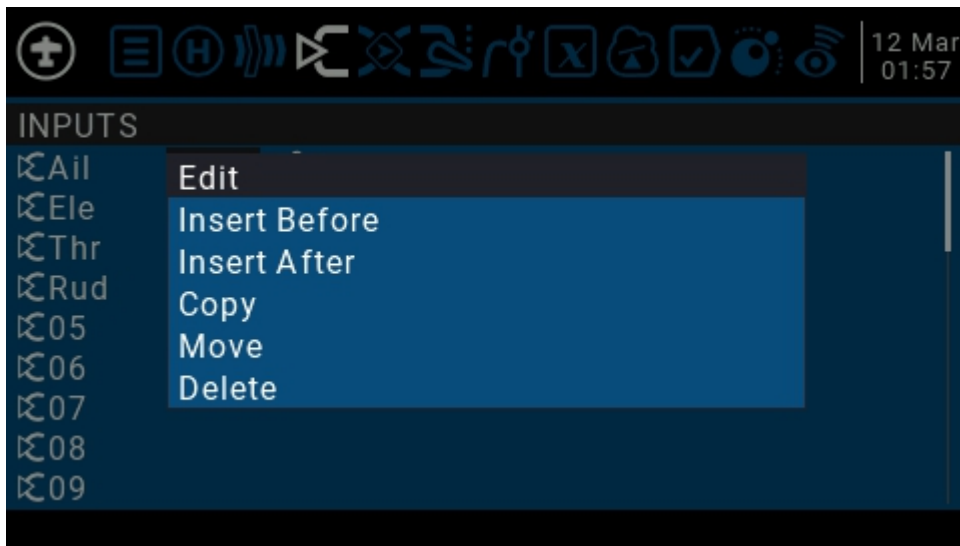 12 Mar
01:57
INPUTS
Ail
Ele
Thr
Rud
05
06
07
08
09
Edit
Insert Before
Insert After
Copy
Move
Delete